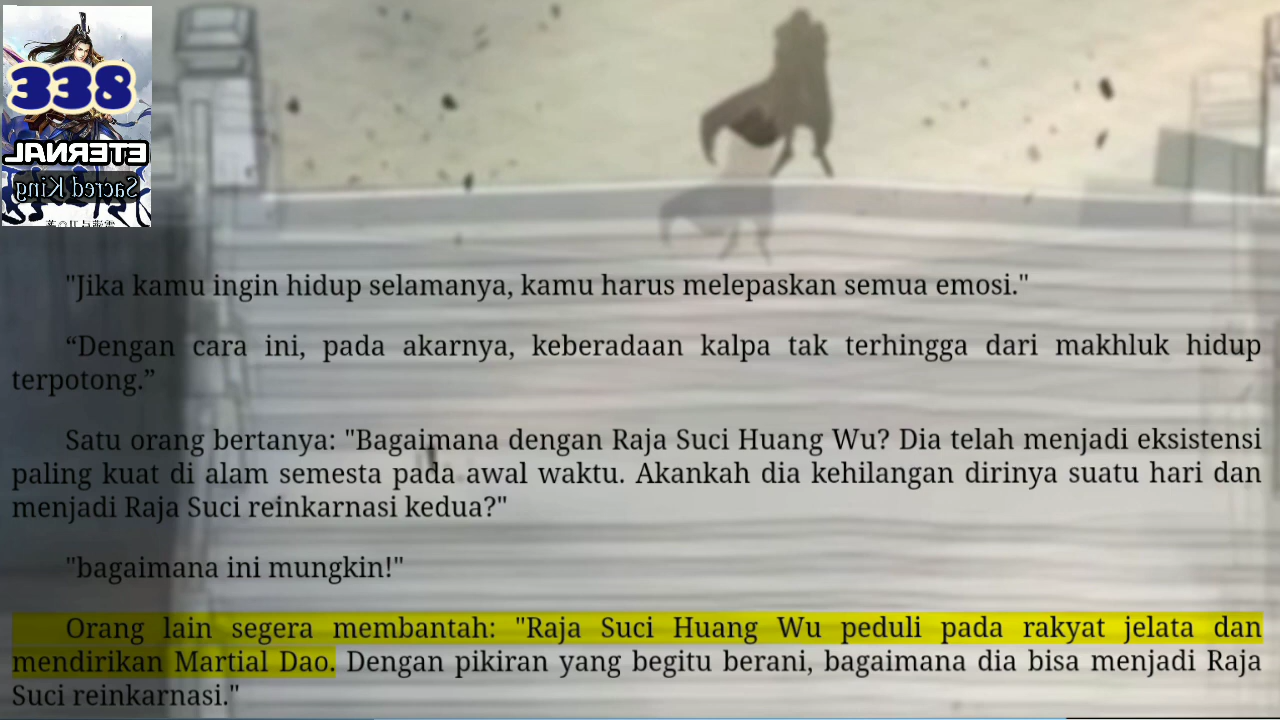 338
ETERNAL
Sacred King
"Jika kamu ingin hidup selamanya, kamu harus melepaskan semua emosi."
“Dengan cara ini, pada akarnya, keberadaan kalpa tak terhingga dari makhluk hidup
terpotong.”
Satu orang bertanya: "Bagaimana dengan Raja Suci Huang Wu? Dia telah menjadi eksistensi
paling kuat di alam semesta pada awal waktu. Akankah dia kehilangan dirinya suatu hari dan
menjadi Raja Suci reinkarnasi kedua?"
"bagaimana ini mungkin!"
Orang lain segera membantah: "Raja Suci Huang Wu peduli pada rakyat jelata dan
mendirikan Martial Dao. Dengan pikiran yang begitu berani, bagaimana dia bisa menjadi Raja
Suci reinkarnasi."